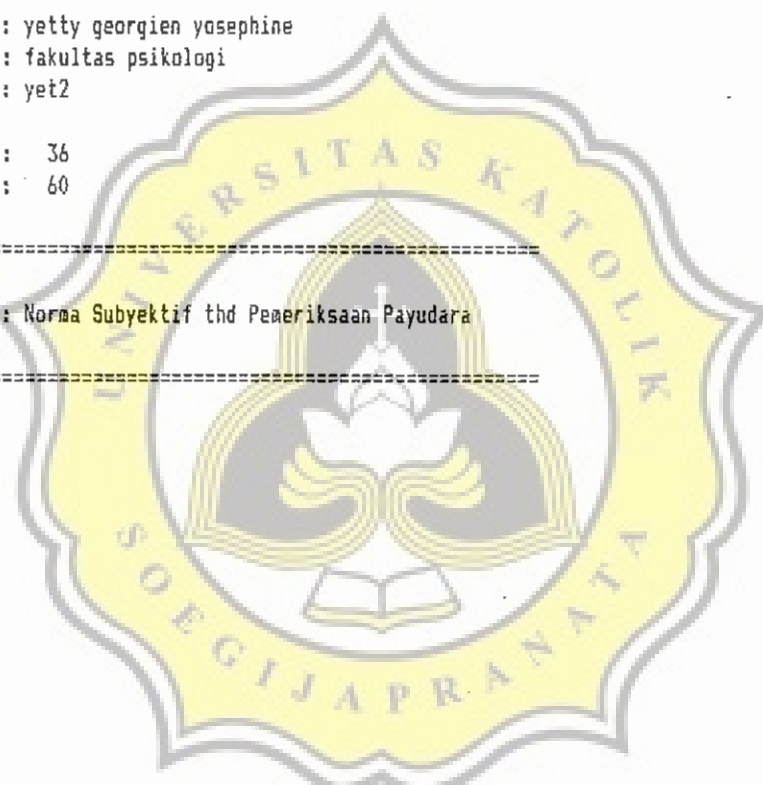 : yetty georgien yosephine
: fakultas psikologi
: yet2
: 36
: 60
================================================
: Norma Subyektif thd Pemeriksaan Payudara
================================================
UNIVERSITAS KATOLIK
SOEGIJAPRANATA